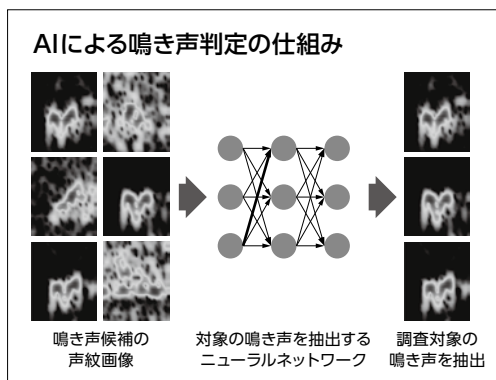 AIによる鳴き声判定の仕組み
鳴き声候補の
声紋画像
対象の鳴き声を抽出する
ニューラルネットワーク
調査対象の
鳴き声を抽出